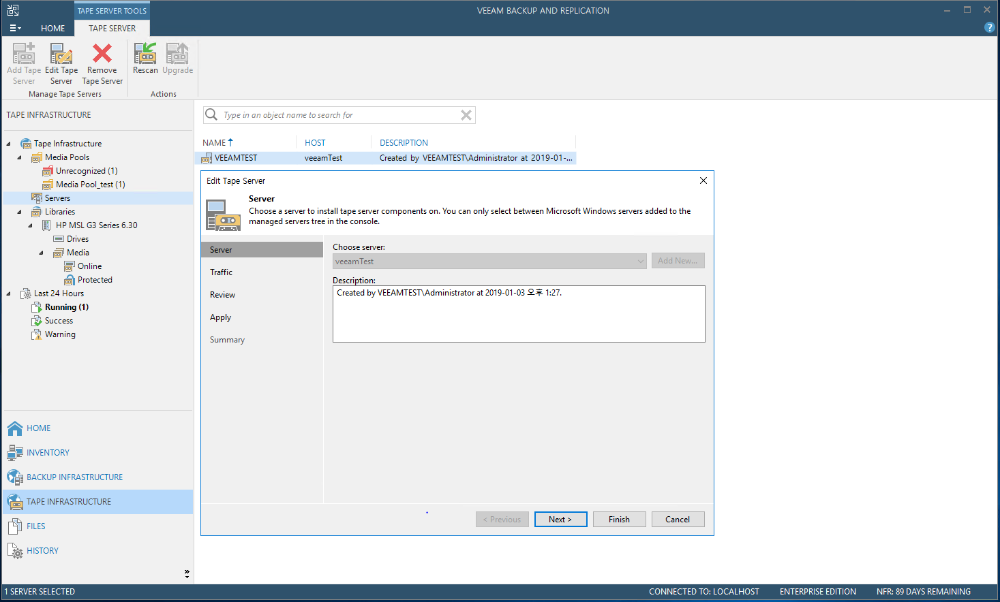 TAPE SERVER TOOLS
VEEAM BACKUP AND REPLICATION
HOME
TAPE SERVER
?
Add Tape Server
Edit Tape Server
Remove Tape Server
Rescan
Upgrade
Manage Tape Servers
Actions
TAPE INFRASTRUCTURE
Type in an object name to search for
Tape Infrastructure
Media Pools
Unrecognized (1)
Media Pool_test (1)
Servers
Libraries
HP MSL G3 Series 6.30
Drives
Media
Online
Protected
Last 24 Hours
Running (1)
Success
Warning
NAME
HOST
DESCRIPTION
VEEAMTEST
veeamTest
Created by VEEAMTEST\Administrator at 2019-01-...
Edit Tape Server
Server
Choose a server to install tape server components on. You can only select between Microsoft Windows servers added to the
managed servers tree in the console.
Server
Traffic
Review
Apply
Summary
Choose server:
veeamTest
Add New...
Description:
Created by VEEAMTEST\Administrator at 2019-01-03 오후 1:27.
< Previous
Next >
Finish
Cancel
HOME
INVENTORY
BACKUP INFRASTRUCTURE
TAPE INFRASTRUCTURE
FILES
HISTORY
1 SERVER SELECTED
CONNECTED TO: LOCALHOST
ENTERPRISE EDITION
NFR: 89 DAYS REMAINING